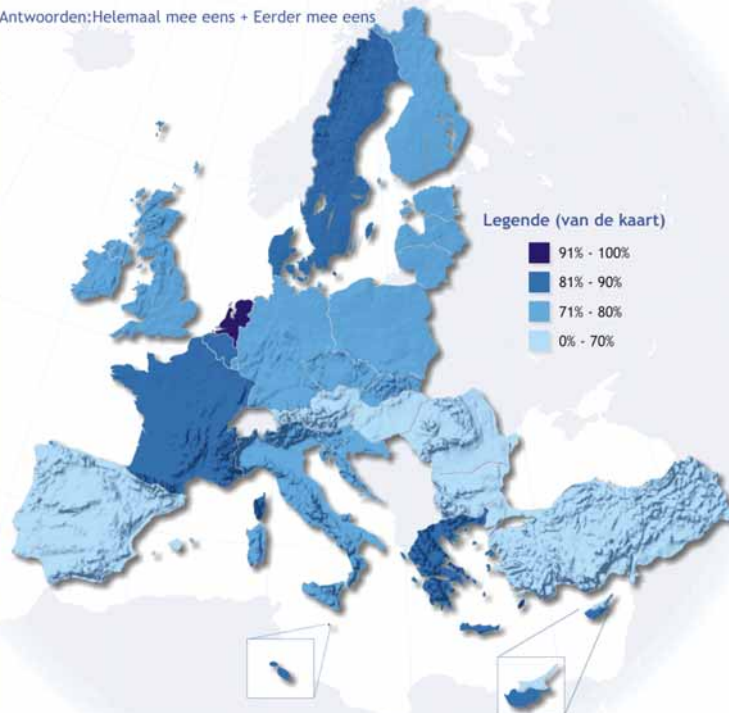 Antwoorden:Helemaal mee eens + Eerder mee eens
Legende (van de kaart)
91% - 100%
81% - 90%
71% - 80%
0% - 70%